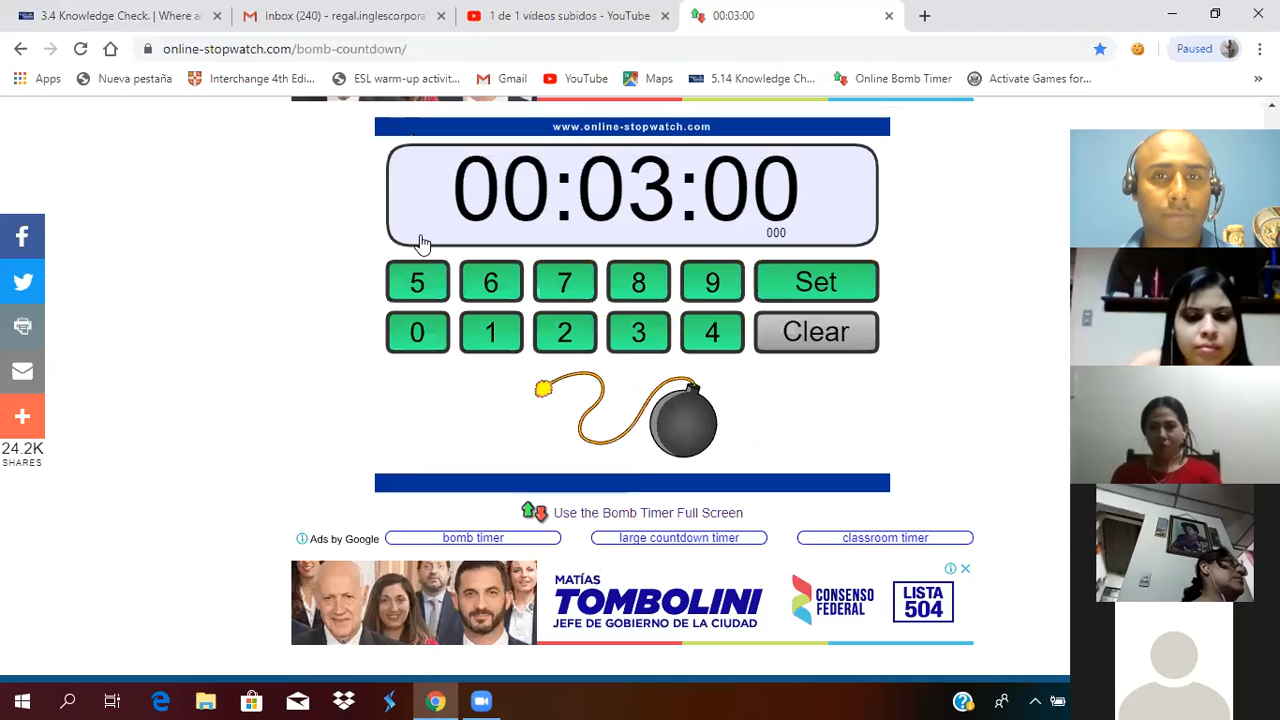 3.4 Knowledge Check. | Where a
Inbox (240) - regal.inglescorpora
1 de 1 vídeos subidos - YouTube
00:03:00
online-stopwatch.com/bomb-countdown/
Paused
Apps
Nueva pestaña
Interchange 4th Edi...
ESL warm-up activit...
Gmail
YouTube
Maps
5.14 Knowledge Ch...
Online Bomb Timer
Activate Games for...
www.online-stopwatch.com
00:03:00
000
5 6 7 8 9 Set
0 1 2 3 4 Clear
24.2K
SHARES
Use the Bomb Timer Full Screen
Ads by Google
bomb timer
large countdown timer
classroom timer
MATÍAS
TOMBOLINI
JEFE DE GOBIERNO DE LA CIUDAD
CONSENSO
FEDERAL
LISTA
504